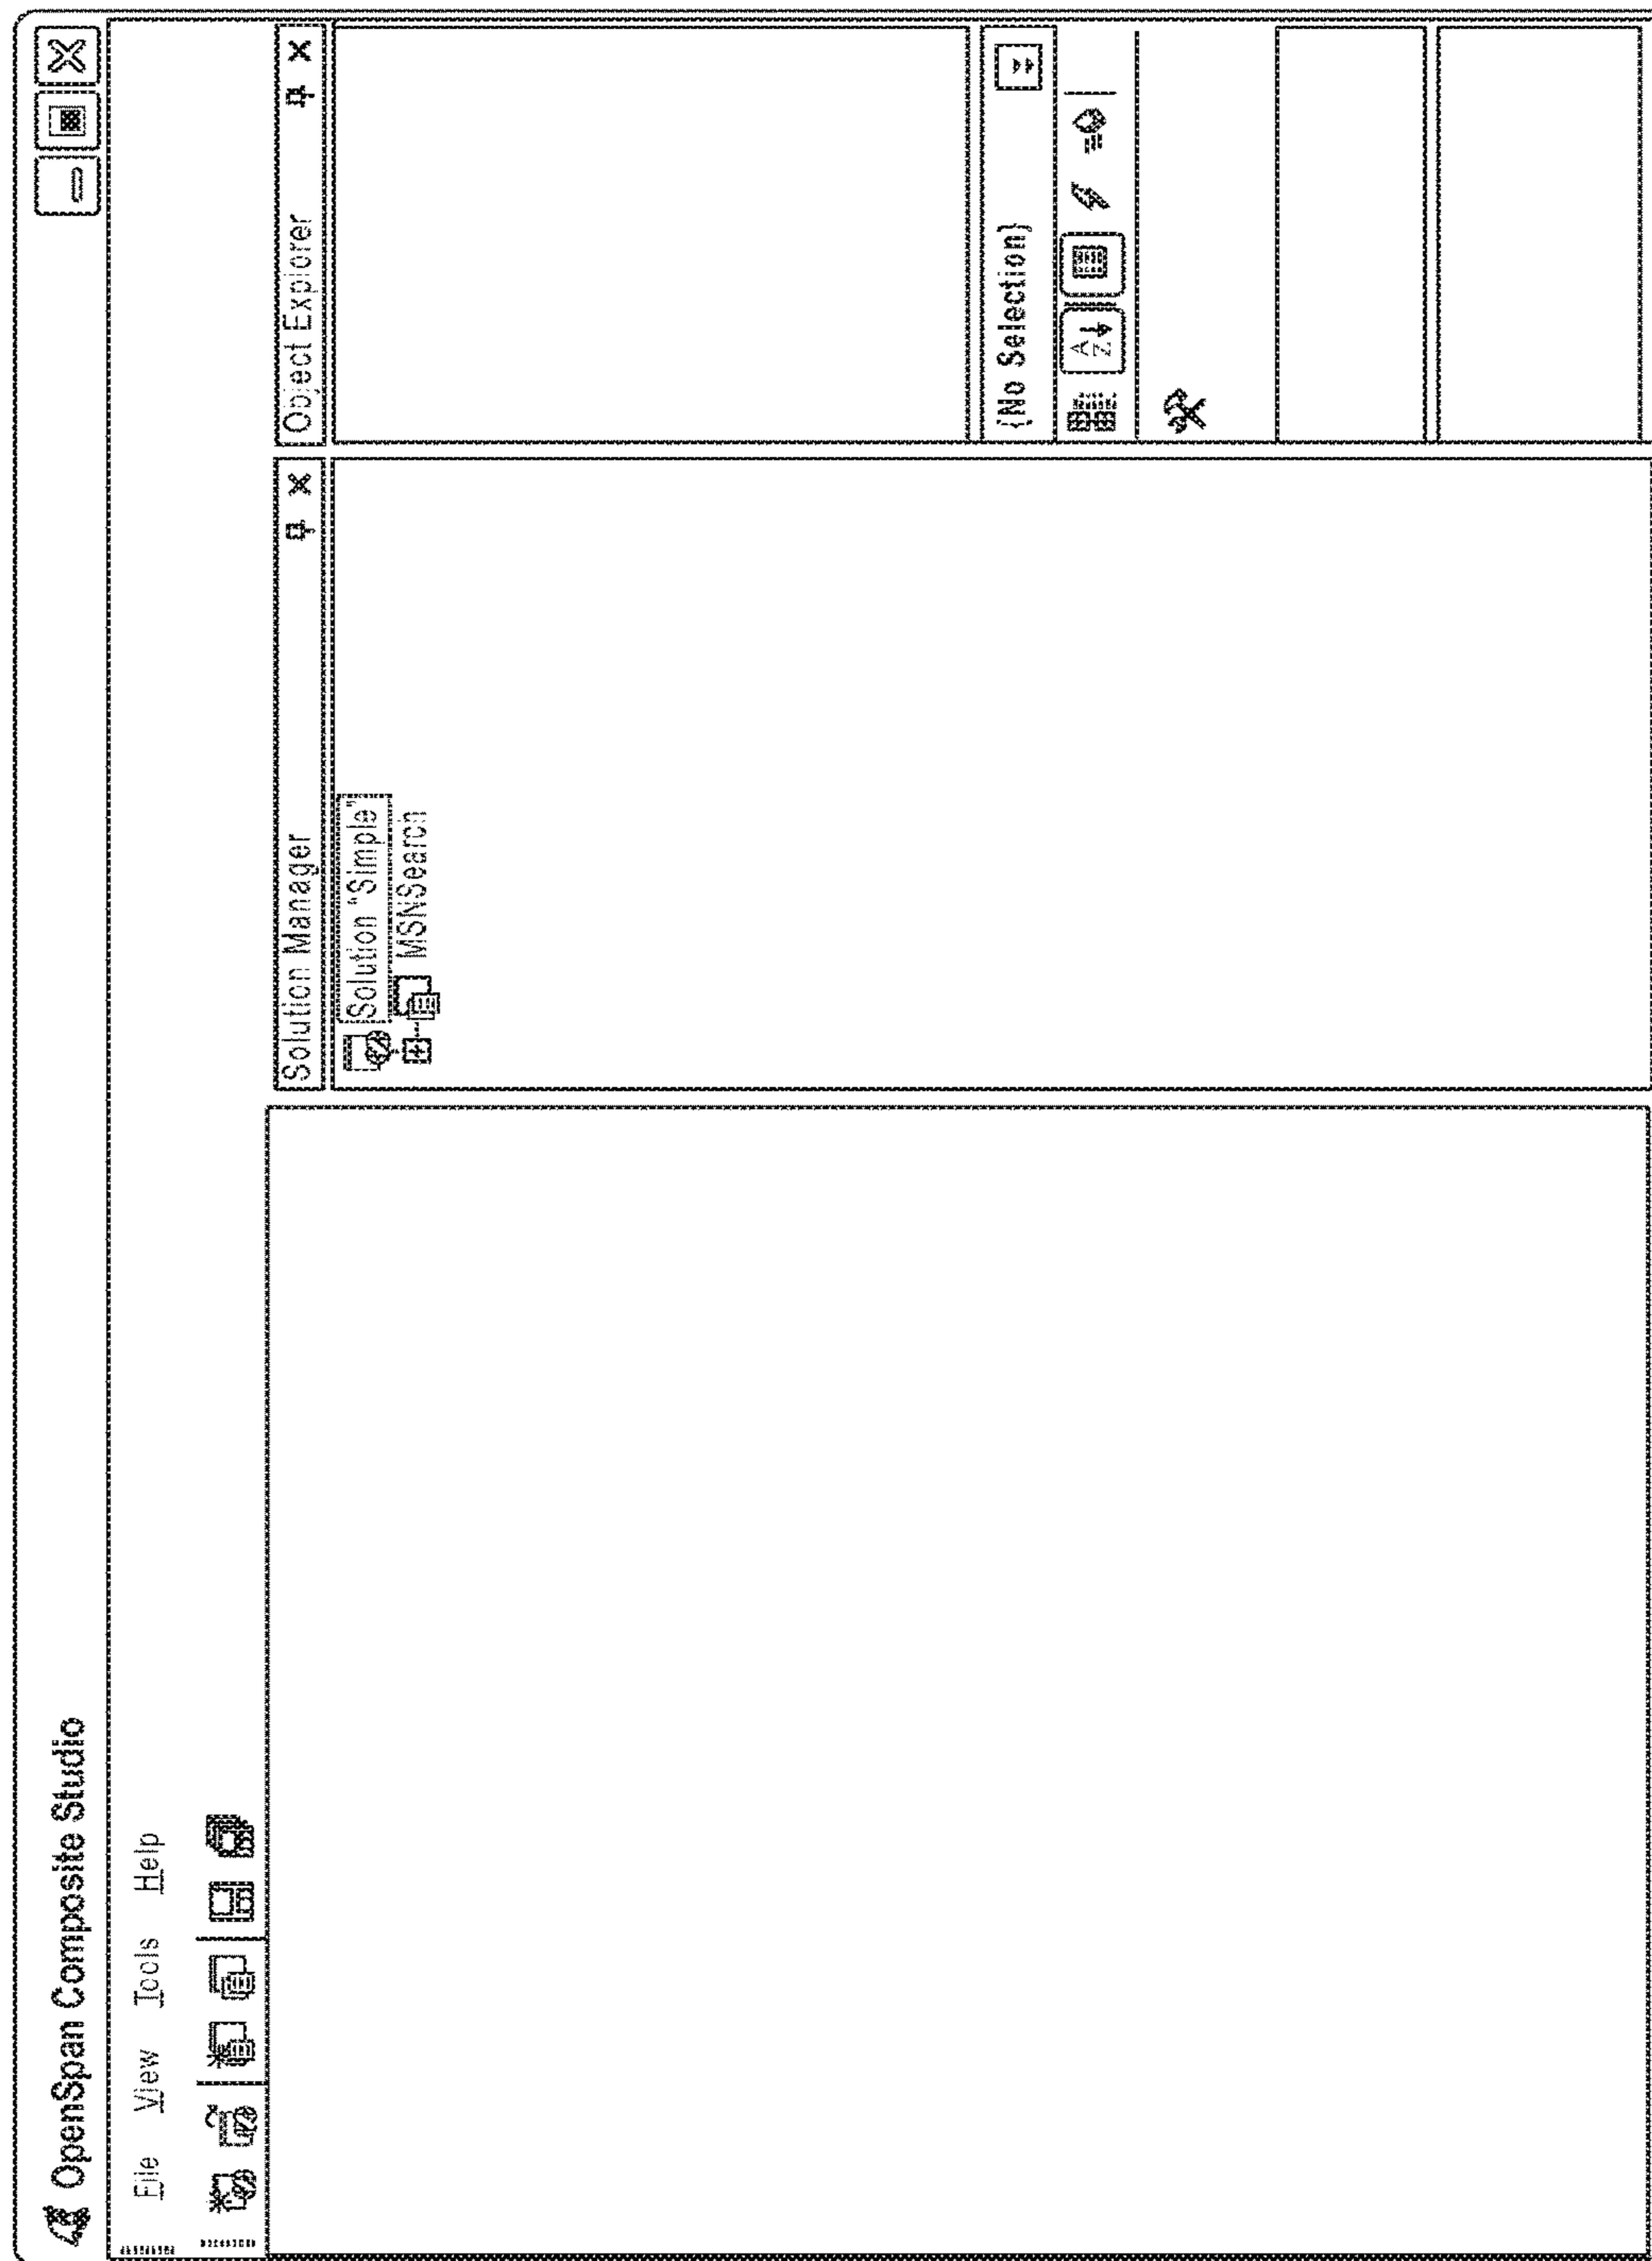 OpenSpan Composite Studio
File View Tools Help
Solution Manager
Object Explorer
Solution "Simple"
MSNSearch
{No Selection}
A
Z